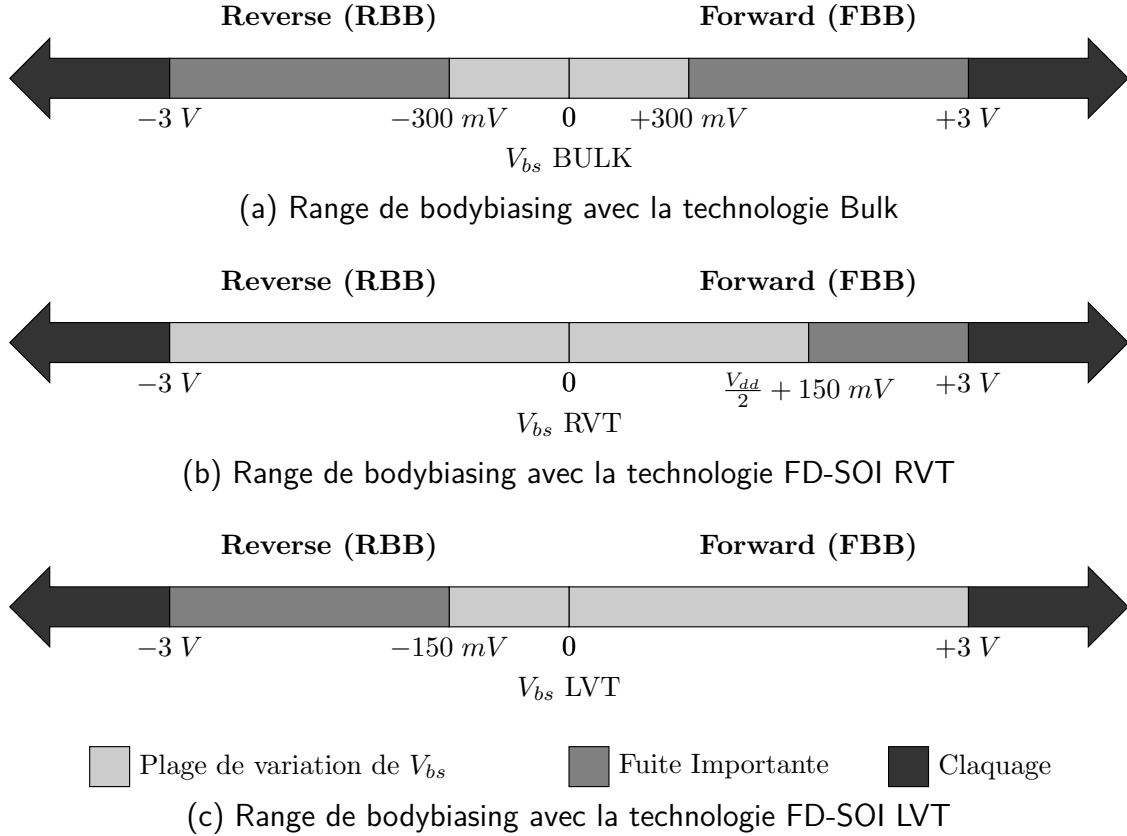 Reverse (RBB) Forward (FBB)
−3 V −300 mV 0 +300 mV +3 V
V_bs BULK
(a) Range de bodybiasing avec la technologie Bulk
Reverse (RBB) Forward (FBB)
−3 V 0 V_dd/2 + 150 mV +3 V
V_bs RVT
(b) Range de bodybiasing avec la technologie FD-SOI RVT
Reverse (RBB) Forward (FBB)
−3 V −150 mV 0 +3 V
V_bs LVT
Plage de variation de V_bs Fuite Importante Claquage
(c) Range de bodybiasing avec la technologie FD-SOI LVT